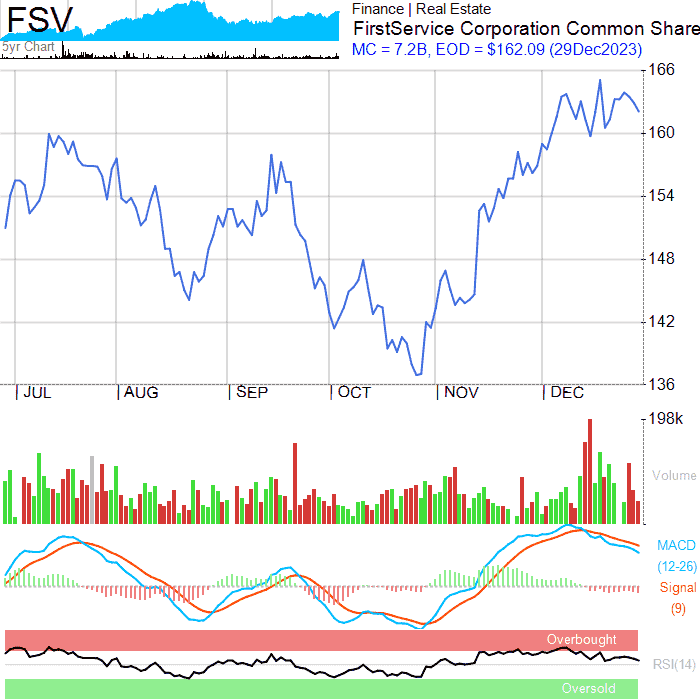 FSV
5yr Chart
Finance | Real Estate
FirstService Corporation Common Share
MC = 7.2B, EOD = $162.09 (29Dec2023)
166
160
154
148
142
136
JUL AUG SEP OCT NOV DEC
198k
Volume
MACD
(12-26)
Signal
(9)
Overbought
RSI(14)
Oversold